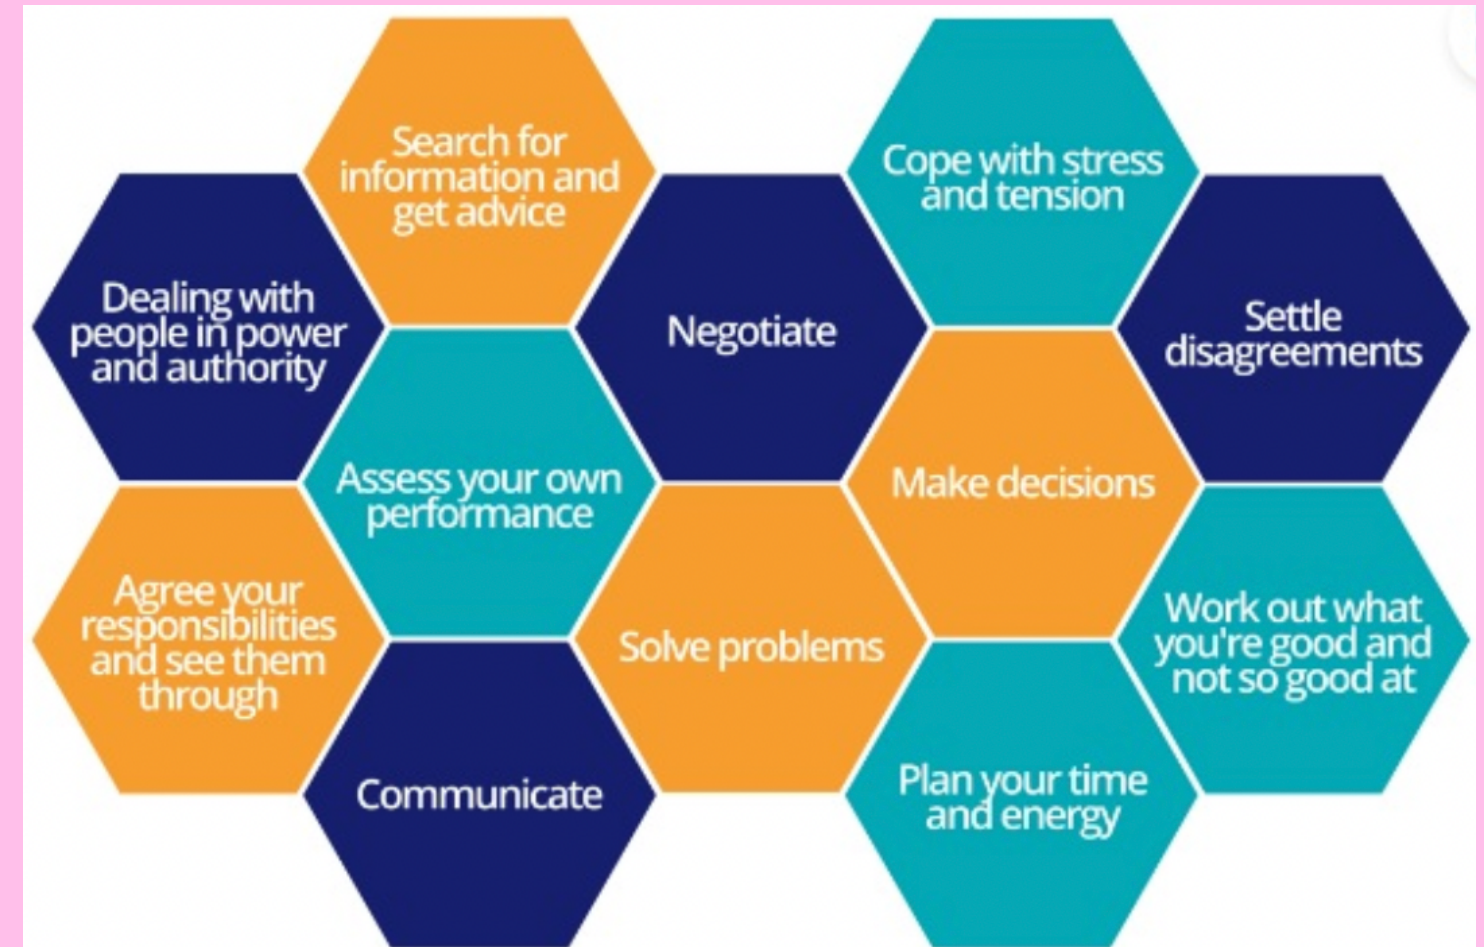 Search for
information and
get advice
Cope with stress
and tension
Dealing with
people in power
and authority
Negotiate
Settle
disagreements
Assess your own
performance
Make decisions
Agree your
responsibilities
and see them
through
Solve problems
Work out what
you're good and
not so good at
Communicate
Plan your time
and energy